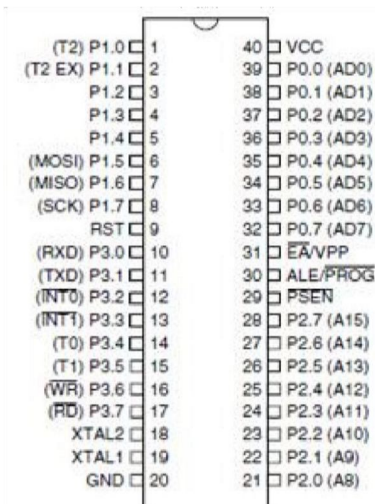 (T2) P1.0 1 40 VCC
(T2 EX) P1.1 2 39 P0.0 (AD0)
P1.2 3 38 P0.1 (AD1)
P1.3 4 37 P0.2 (AD2)
P1.4 5 36 P0.3 (AD3)
(MOSI) P1.5 6 35 P0.4 (AD4)
(MISO) P1.6 7 34 P0.5 (AD5)
(SCK) P1.7 8 33 P0.6 (AD6)
RST 9 32 P0.7 (AD7)
(RXD) P3.0 10 31 E̅A̅/VPP
(TXD) P3.1 11 30 ALE/P̅R̅O̅G̅
(I̅N̅T̅0̅) P3.2 12 29 P̅S̅E̅N̅
(I̅N̅T̅1̅) P3.3 13 28 P2.7 (A15)
(T0) P3.4 14 27 P2.6 (A14)
(T1) P3.5 15 26 P2.5 (A13)
(W̅R̅) P3.6 16 25 P2.4 (A12)
(R̅D̅) P3.7 17 24 P2.3 (A11)
XTAL2 18 23 P2.2 (A10)
XTAL1 19 22 P2.1 (A9)
GND 20 21 P2.0 (A8)